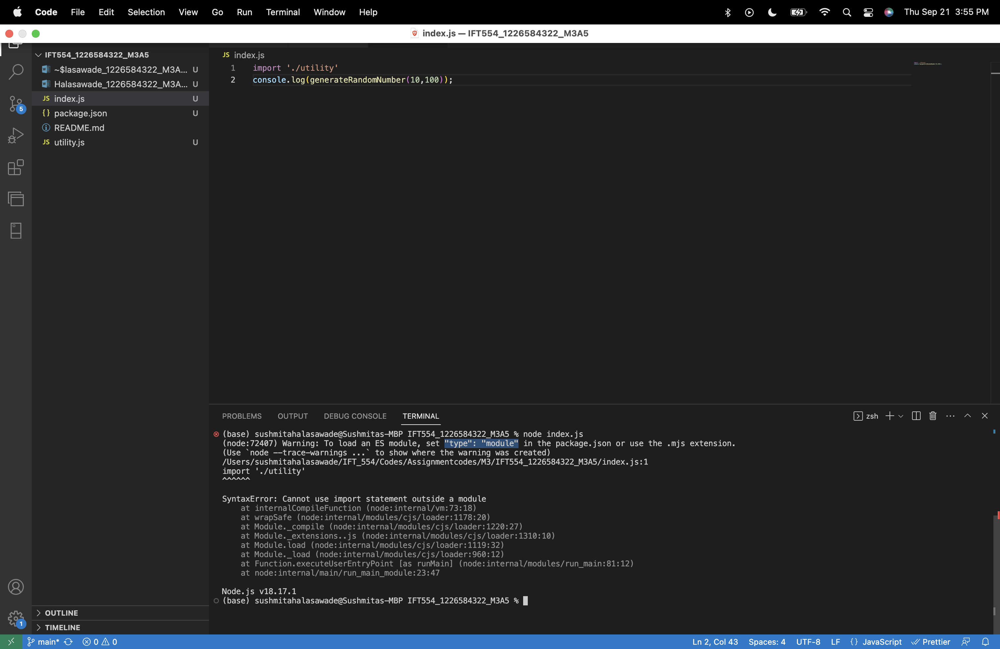 Code File Edit Selection View Go Run Terminal Window Help Thu Sep 21 3:55 PM
index.js — IFT554_1226584322_M3A5
IFT554_1226584322_M3A5
~$lasawade_1226584322_M3A... U
Halasawade_1226584322_M3A... U
JS index.js U
{} package.json U
README.md
JS utility.js U
5
JS index.js
1 import './utility'
2 console.log(generateRandomNumber(10,100));
PROBLEMS OUTPUT DEBUG CONSOLE TERMINAL zsh
(base) sushmitahalasawade@Sushmitas-MBP IFT554_1226584322_M3A5 % node index.js
(node:72407) Warning: To load an ES module, set "type": "module" in the package.json or use the .mjs extension.
(Use `node --trace-warnings ...` to show where the warning was created)
/Users/sushmitahalasawade/IFT_554/Codes/Assignmentcodes/M3/IFT554_1226584322_M3A5/index.js:1
import './utility'
^^^^^^
SyntaxError: Cannot use import statement outside a module
at internalCompileFunction (node:internal/vm:73:18)
at wrapSafe (node:internal/modules/cjs/loader:1178:20)
at Module._compile (node:internal/modules/cjs/loader:1220:27)
at Module._extensions..js (node:internal/modules/cjs/loader:1310:10)
at Module.load (node:internal/modules/cjs/loader:1119:32)
at Module._load (node:internal/modules/cjs/loader:960:12)
at Function.executeUserEntryPoint [as runMain] (node:internal/modules/run_main:81:12)
at node:internal/main/run_main_module:23:47
Node.js v18.17.1
(base) sushmitahalasawade@Sushmitas-MBP IFT554_1226584322_M3A5 %
OUTLINE
1
TIMELINE
main* 0 0 Ln 2, Col 43 Spaces: 4 UTF-8 LF {} JavaScript Prettier